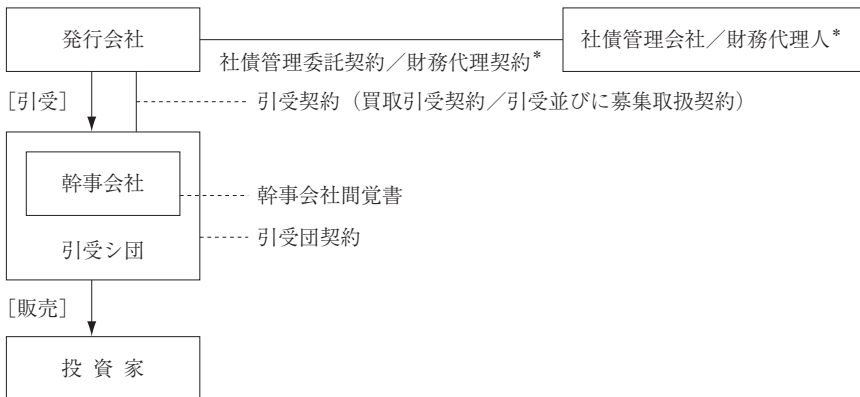 発行会社
社債管理会社／財務代理人*
社債管理委託契約／財務代理契約*
［引受］
引受契約（買取引受契約／引受並びに募集取扱契約）
幹事会社
幹事会社間覚書
引受シ団
引受団契約
［販売］
投 資 家